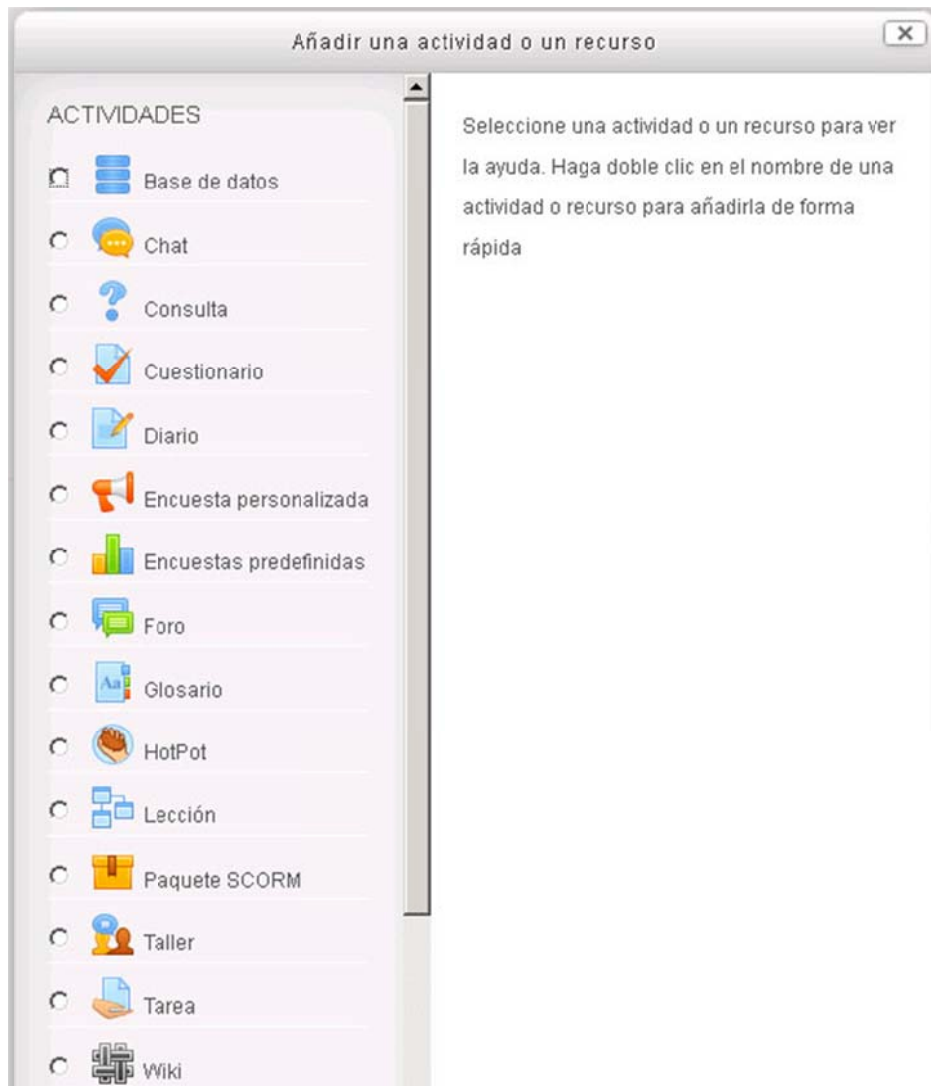 Añadir una actividad o un recurso
ACTIVIDADES
Base de datos
Chat
Consulta
Cuestionario
Diario
Encuesta personalizada
Encuestas predefinidas
Foro
Aa
Glosario
HotPot
Lección
Paquete SCORM
Taller
Tarea
Wiki
Seleccione una actividad o un recurso para ver
la ayuda. Haga doble clic en el nombre de una
actividad o recurso para añadirla de forma
rápida